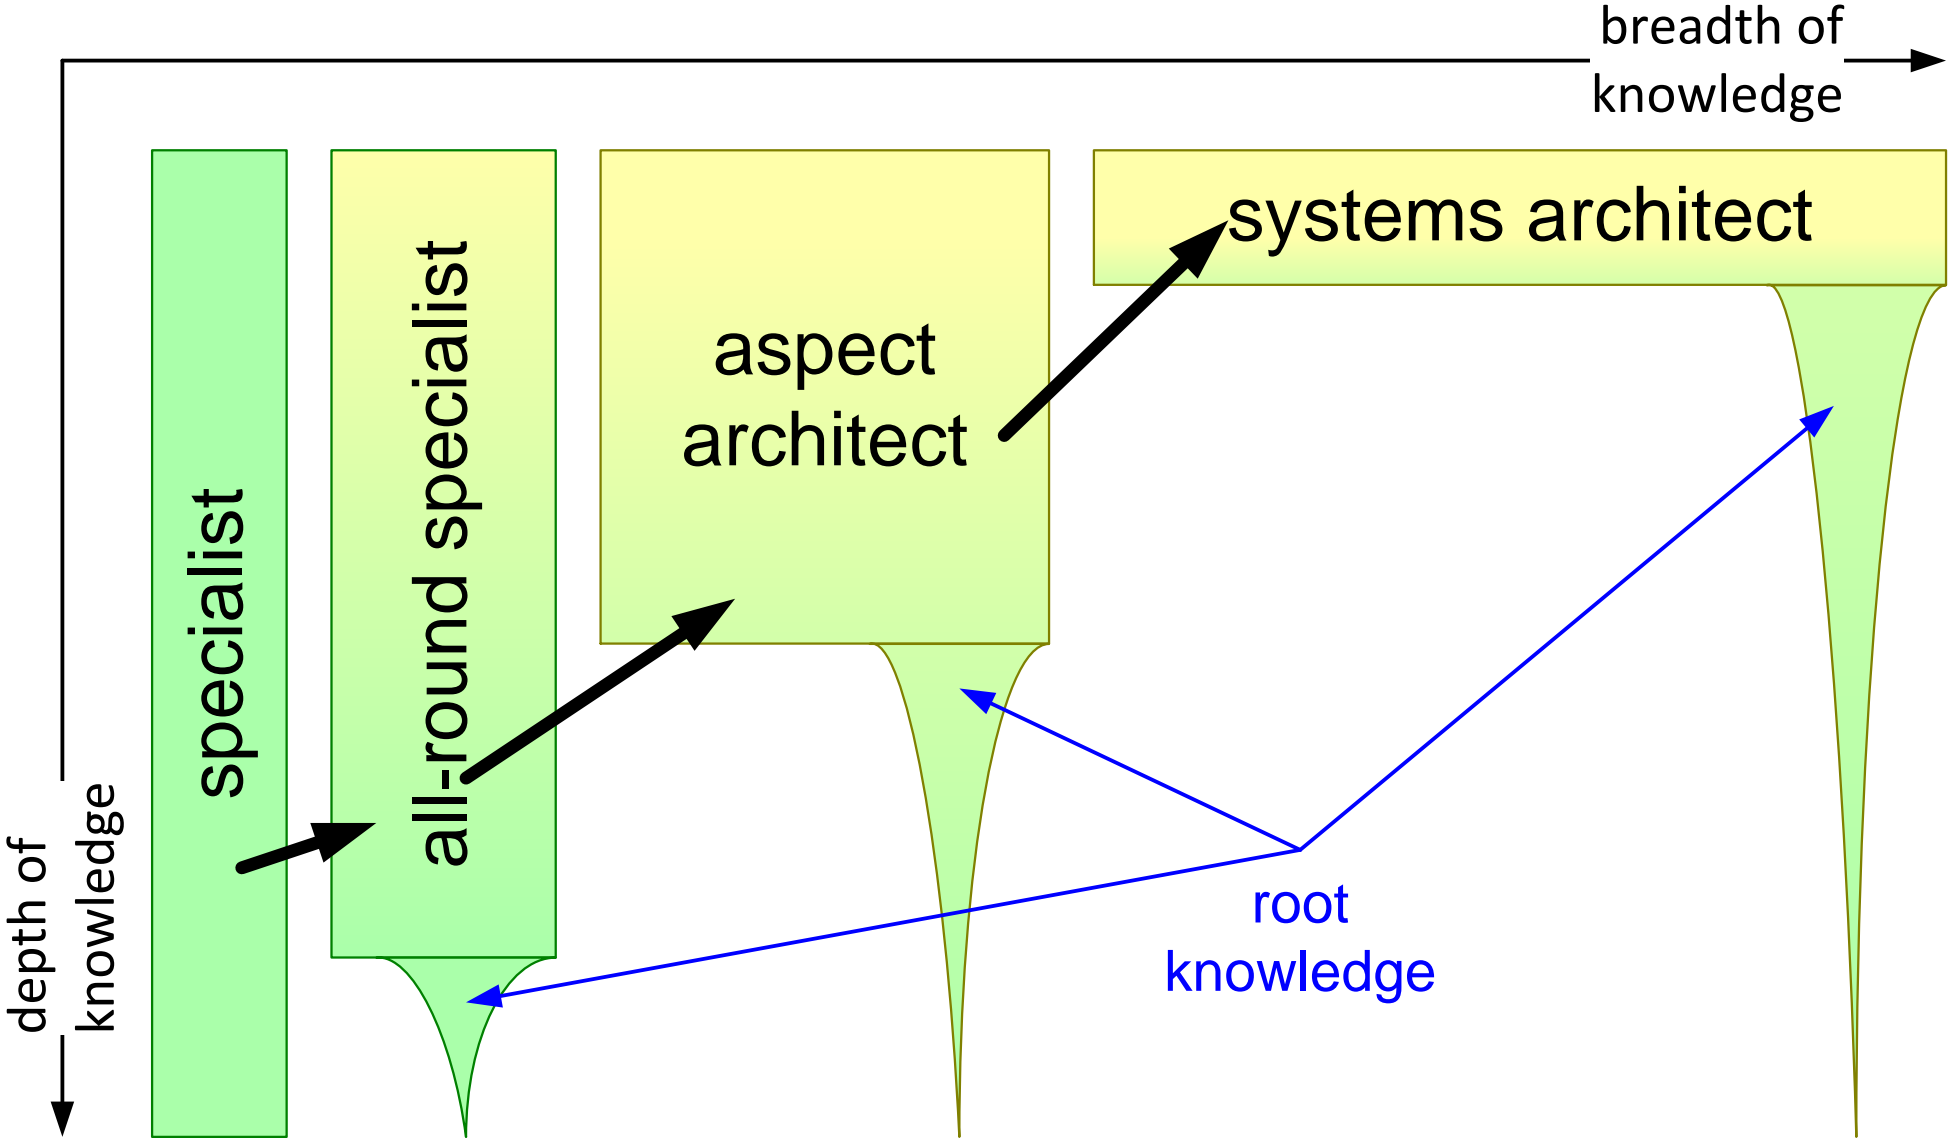 breadth of
knowledge
systems architect
aspect
architect
all-round specialist
specialist
depth of
knowledge
root
knowledge